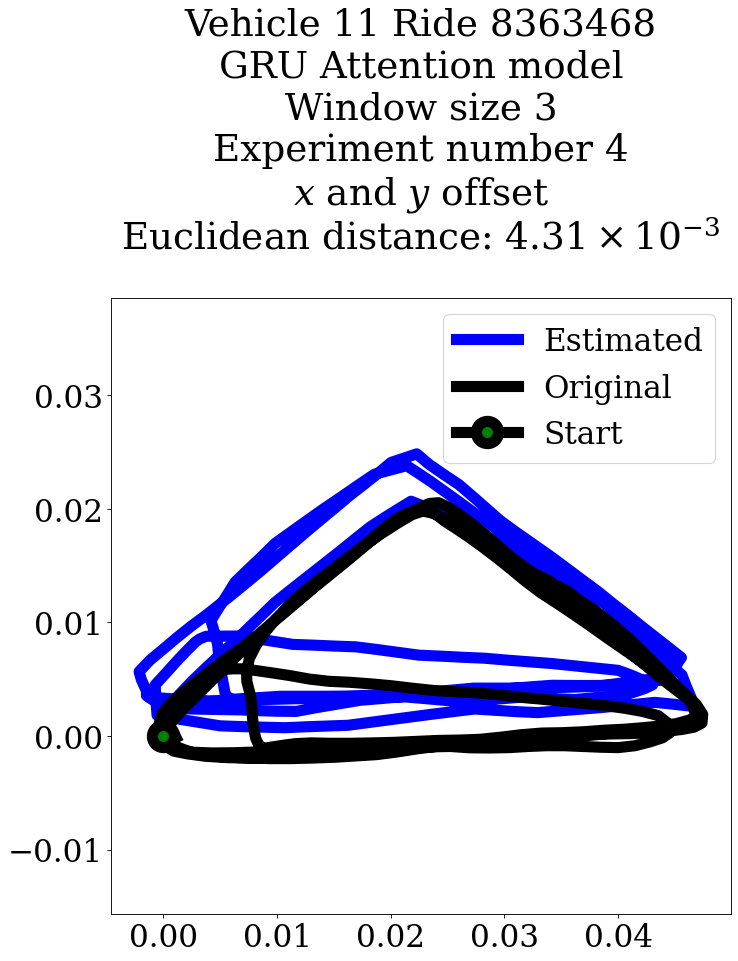 Vehicle 11 Ride 8363468
GRU Attention model
Window size 3
Experiment number 4
x and y offset
Euclidean distance: 4.31 × 10⁻³
Estimated
Original
Start
0.03
0.02
0.01
0.00
−0.01
0.00 0.01 0.02 0.03 0.04